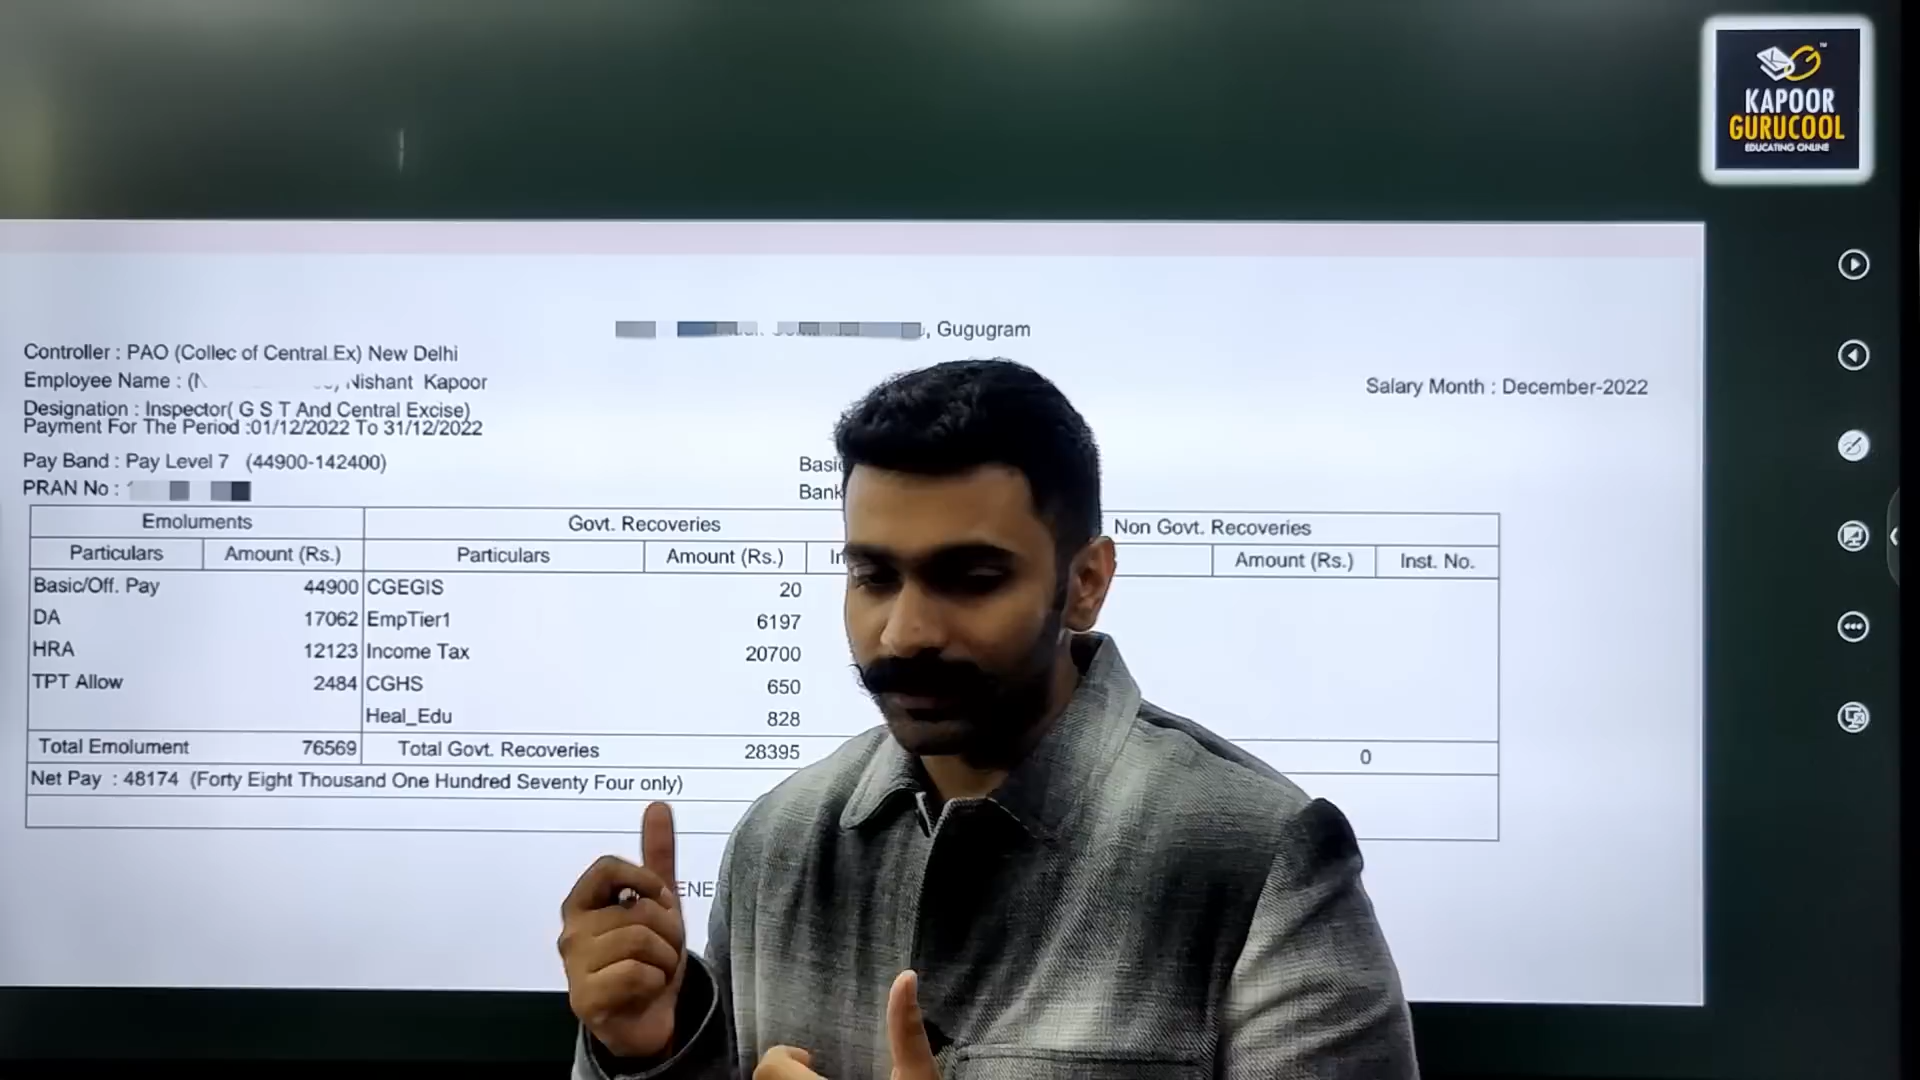 KAPOOR
GURUCOOL
EDUCATING ONLINE
, Gugugram
Controller : PAO (Collec of Central Ex) New Delhi
Employee Name : Nishant Kapoor
Salary Month : December-2022
Designation : Inspector( G S T And Central Excise)
Payment For The Period :01/12/2022 To 31/12/2022
Pay Band : Pay Level 7 (44900-142400)
PRAN No :
Emoluments Govt. Recoveries Non Govt. Recoveries
Particulars Amount (Rs.) Particulars Amount (Rs.) Amount (Rs.) Inst. No.
Basic/Off. Pay 44900 CGEGIS 20
DA 17062 EmpTier1 6197
HRA 12123 Income Tax 20700
TPT Allow 2484 CGHS 650
Heal_Edu 828
Total Emolument 76569 Total Govt. Recoveries 28395 0
Net Pay : 48174 (Forty Eight Thousand One Hundred Seventy Four only)